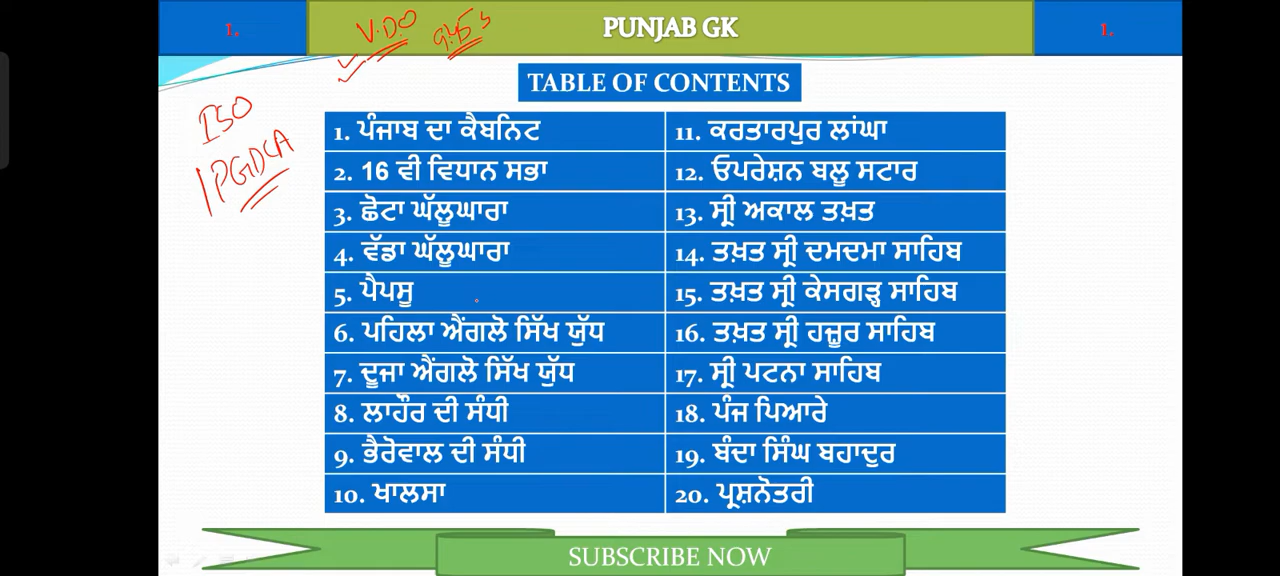 1. PUNJAB GK 1.
V.D.O
TABLE OF CONTENTS
ISO
PGDCA
1. ਪੰਜਾਬ ਦਾ ਕੈਬਨਿਟ
2. 16 ਵੀ ਵਿਧਾਨ ਸਭਾ
3. ਛੋਟਾ ਘੱਲੂਘਾਰਾ
4. ਵੱਡਾ ਘੱਲੂਘਾਰਾ
5. ਪੈਪਸੂ
6. ਪਹਿਲਾ ਐਂਗਲੋ ਸਿੱਖ ਯੁੱਧ
7. ਦੂਜਾ ਐਂਗਲੋ ਸਿੱਖ ਯੁੱਧ
8. ਲਾਹੌਰ ਦੀ ਸੰਧੀ
9. ਭੈਰੋਵਾਲ ਦੀ ਸੰਧੀ
10. ਖਾਲਸਾ
11. ਕਰਤਾਰਪੁਰ ਲਾਂਘਾ
12. ਓਪਰੇਸ਼ਨ ਬਲੂ ਸਟਾਰ
13. ਸ੍ਰੀ ਅਕਾਲ ਤਖ਼ਤ
14. ਤਖ਼ਤ ਸ੍ਰੀ ਦਮਦਮਾ ਸਾਹਿਬ
15. ਤਖ਼ਤ ਸ੍ਰੀ ਕੇਸਗੜ੍ਹ ਸਾਹਿਬ
16. ਤਖ਼ਤ ਸ੍ਰੀ ਹਜ਼ੂਰ ਸਾਹਿਬ
17. ਸ੍ਰੀ ਪਟਨਾ ਸਾਹਿਬ
18. ਪੰਜ ਪਿਆਰੇ
19. ਬੰਦਾ ਸਿੰਘ ਬਹਾਦੁਰ
20. ਪ੍ਰਸ਼ਨੋਤਰੀ
SUBSCRIBE NOW